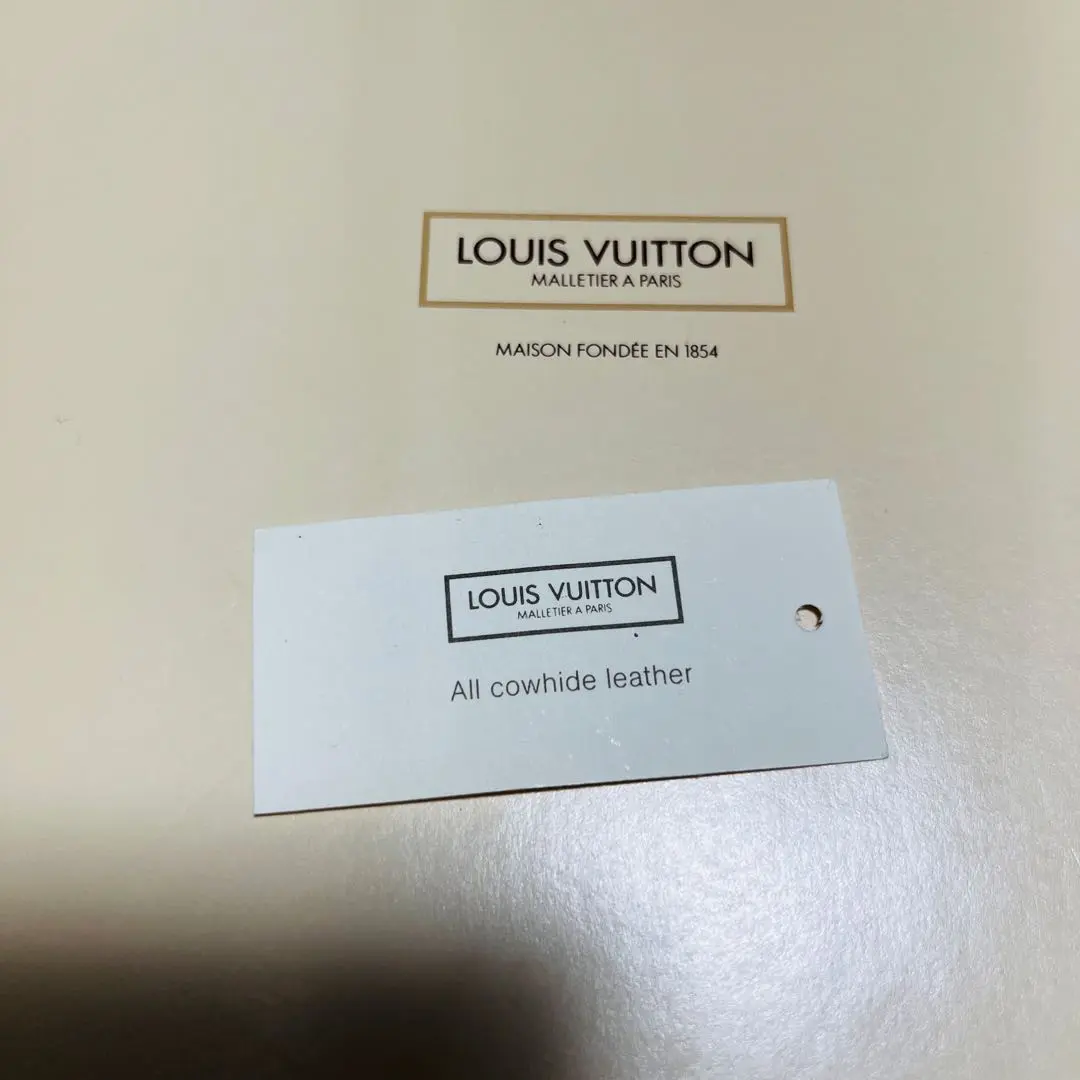 LOUIS VUITTON
MALLETIER A PARIS
MAISON FONDÉE EN 1854
LOUIS VUITTON
MALLETIER A PARIS
All cowhide leather